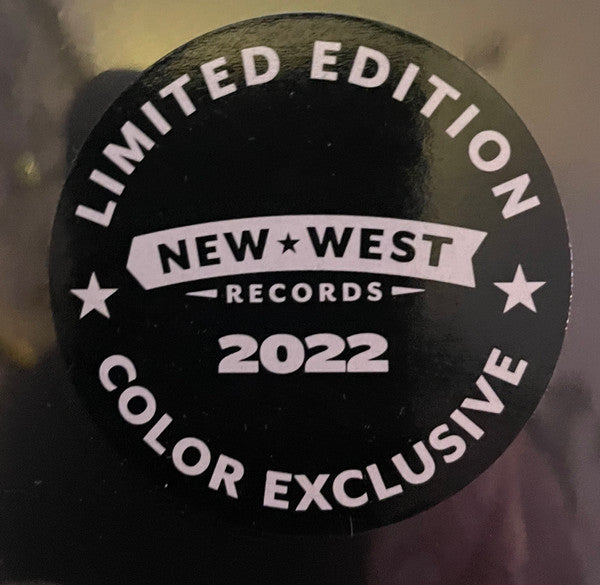 LIMITED EDITION
NEW★WEST
RECORDS
2022
COLOR EXCLUSIVE